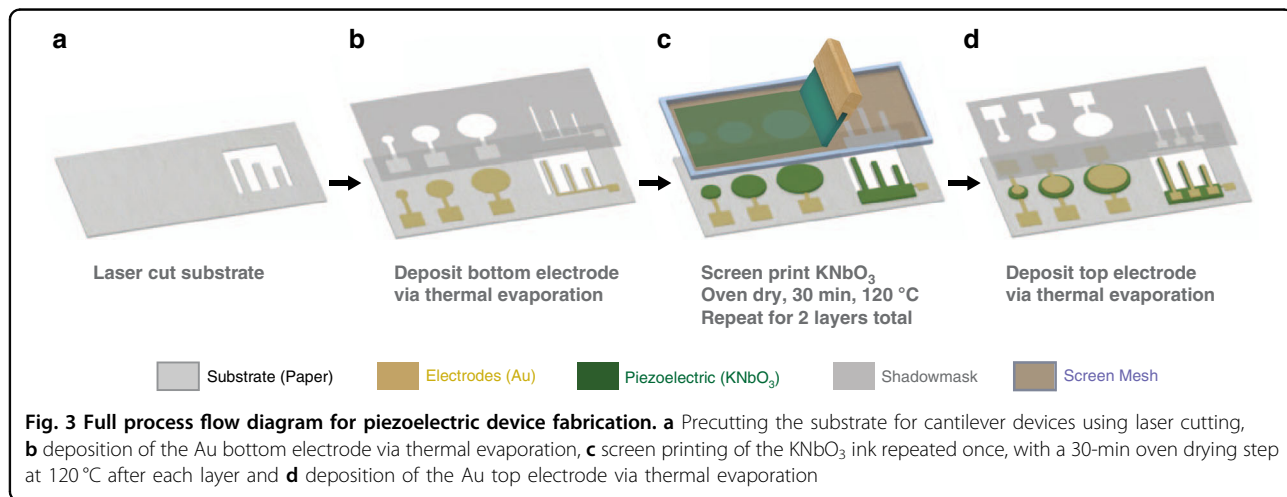 a
b
c
d
Laser cut substrate
Deposit bottom electrode
via thermal evaporation
Screen print KNbO₃
Oven dry, 30 min, 120 °C
Repeat for 2 layers total
Deposit top electrode
via thermal evaporation
Substrate (Paper)
Electrodes (Au)
Piezoelectric (KNbO₃)
Shadowmask
Screen Mesh
Fig. 3 Full process flow diagram for piezoelectric device fabrication. a Precutting the substrate for cantilever devices using laser cutting,
b deposition of the Au bottom electrode via thermal evaporation, c screen printing of the KNbO₃ ink repeated once, with a 30-min oven drying step
at 120 °C after each layer and d deposition of the Au top electrode via thermal evaporation